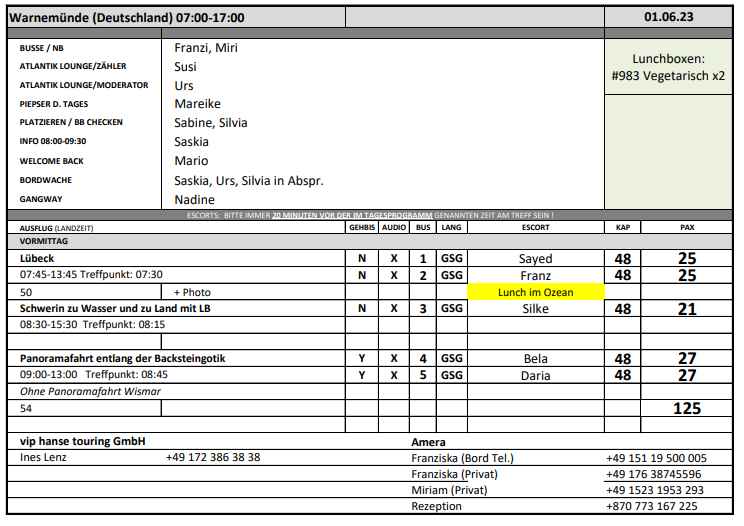 Warnemünde (Deutschland) 07:00-17:00 01.06.23
BUSSE / NB Franzi, Miri
ATLANTIK LOUNGE/ZÄHLER Susi
ATLANTIK LOUNGE/MODERATOR Urs
PIEPSER D. TAGES Mareike
PLATZIEREN / BB CHECKEN Sabine, Silvia
INFO 08:00-09:30 Saskia
WELCOME BACK Mario
BORDWACHE Saskia, Urs, Silvia in Abspr.
GANGWAY Nadine
Lunchboxen:
#983 Vegetarisch x2
ESCORTS: BITTE IMMER 20 MINUTEN VOR DER IM TAGESPROGRAMM GENANNTEN ZEIT AM TREFF SEIN !
AUSFLUG (LANDZEIT) GEHBIS AUDIO BUS LANG ESCORT KAP PAX
VORMITTAG
Lübeck N X 1 GSG Sayed 48 25
07:45-13:45 Treffpunkt: 07:30 N X 2 GSG Franz 48 25
50 + Photo Lunch im Ozean
Schwerin zu Wasser und zu Land mit LB N X 3 GSG Silke 48 21
08:30-15:30 Treffpunkt: 08:15
Panoramafahrt entlang der Backsteingotik Y X 4 GSG Bela 48 27
09:00-13:00 Treffpunkt: 08:45 Y X 5 GSG Daria 48 27
Ohne Panoramafahrt Wismar
54 125
vip hanse touring GmbH Amera
Ines Lenz +49 172 386 38 38 Franziska (Bord Tel.) +49 151 19 500 005
Franziska (Privat) +49 176 38745596
Miriam (Privat) +49 1523 1953 293
Rezeption +870 773 167 225